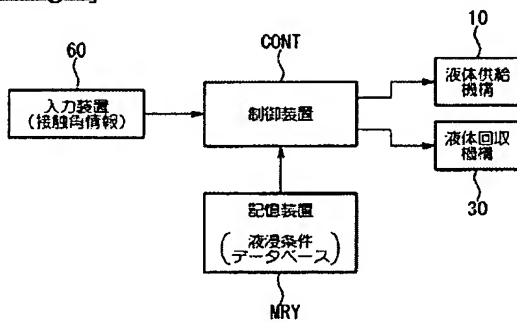 60
CONT
10
入力装置
(接触角情報)
制御装置
液体供給
機構
液体回収
機構
30
記憶装置
(液浸条件
データベース)
MRY